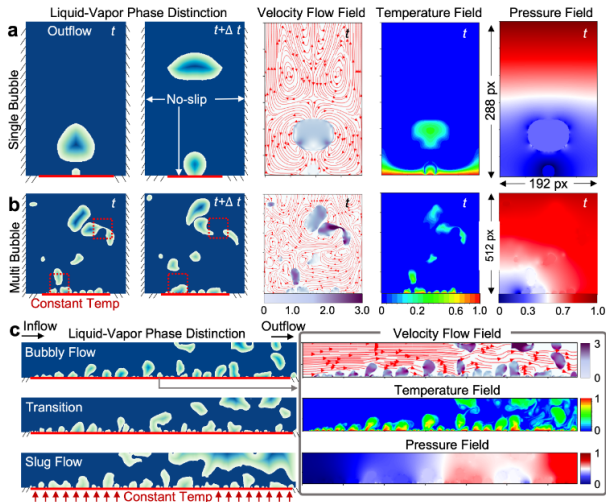 Liquid-Vapor Phase Distinction Velocity Flow Field Temperature Field Pressure Field
a Single Bubble
Outflow t
t+Δ t
No-slip
t
t
288 px
t
192 px
b Multi Bubble
t
t+Δ t
t
t
512 px
t
Constant Temp
0.0 1.0 2.0 3.0
0.0 0.2 0.4 0.6 0.8 1.0
0.0 0.3 0.7 1.0
c Inflow Liquid-Vapor Phase Distinction Outflow
Bubbly Flow
Transition
Slug Flow
Constant Temp
Velocity Flow Field
3
0
Temperature Field
1
0
Pressure Field
1
0